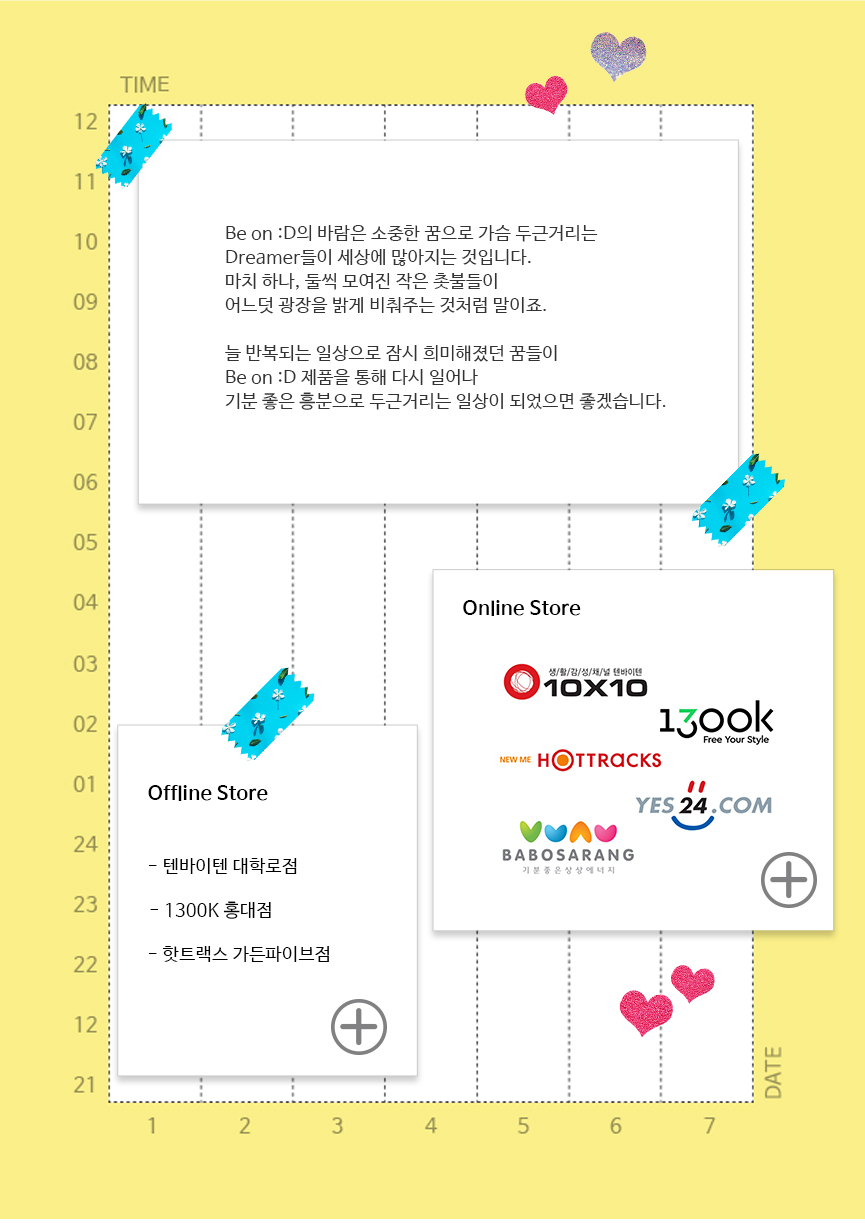 TIME
12
11
10
09
08
07
06
05
04
03
02
01
24
23
22
12
21
Be on :D의 바람은 소중한 꿈으로 가슴 두근거리는
Dreamer들이 세상에 많아지는 것입니다.
마치 하나, 둘씩 모여진 작은 촛불들이
어느덧 광장을 밝게 비춰주는 것처럼 말이죠.
늘 반복되는 일상으로 잠시 희미해졌던 꿈들이
Be on :D 제품을 통해 다시 일어나
기분 좋은 흥분으로 두근거리는 일상이 되었으면 좋겠습니다.
Online Store
생/활/감/성/채/널 텐바이텐
10X10
1300k
Free Your Style
NEW ME HOTTRACKS
YES24.COM
BABOSARANG
기분좋은상상에너지
Offline Store
- 텐바이텐 대학로점
- 1300K 홍대점
- 핫트랙스 가든파이브점
1 2 3 4 5 6 7
DATE